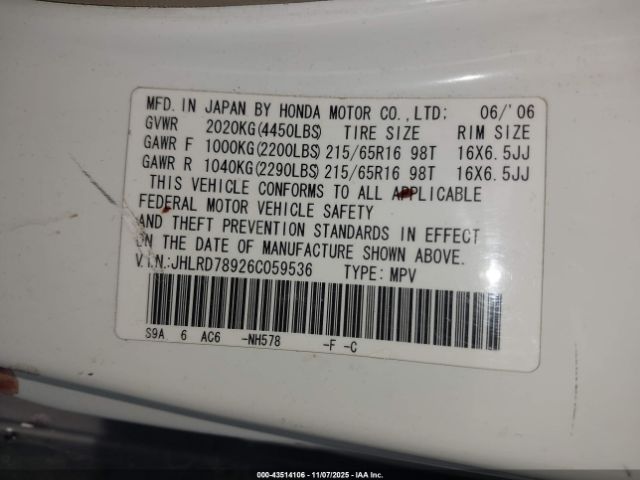 MFD. IN JAPAN BY HONDA MOTOR CO., LTD: 06/'06
GVWR 2020KG(4450LBS) TIRE SIZE RIM SIZE
GAWR F 1000KG(2200LBS) 215/65R16 98T 16X6.5JJ
GAWR R 1040KG(2290LBS) 215/65R16 98T 16X6.5JJ
THIS VEHICLE CONFORMS TO ALL APPLICABLE
FEDERAL MOTOR VEHICLE SAFETY
AND THEFT PREVENTION STANDARDS IN EFFECT
ON THE DATE OF MANUFACTURE SHOWN ABOVE.
V.I.N.:JHLRD78926C059536 TYPE: MPV
S9A 6 AC6 -NH578 -F -C
000-43514106 - 11/07/2025 - IAA Inc.